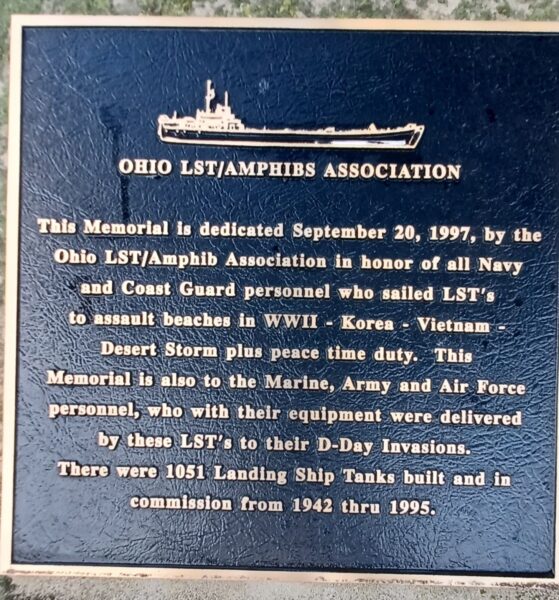 OHIO LST/AMPHIBS ASSOCIATION
This Memorial is dedicated September 20, 1997, by the
Ohio LST/Amphib Association in honor of all Navy
and Coast Guard personnel who sailed LST's
to assault beaches in WWII - Korea - Vietnam -
Desert Storm plus peace time duty. This
Memorial is also to the Marine, Army and Air Force
personnel, who with their equipment were delivered
by these LST's to their D-Day Invasions.
There were 1051 Landing Ship Tanks built and in
commission from 1942 thru 1995.